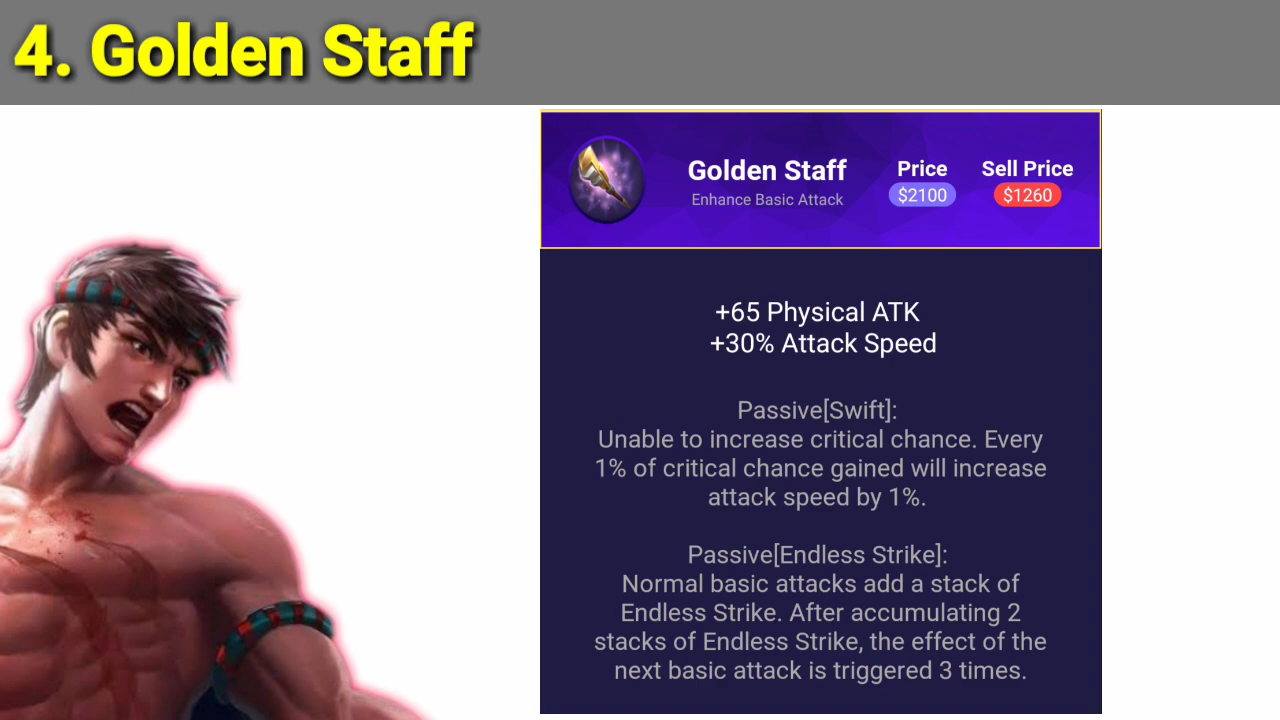 4. Golden Staff
Golden Staff
Enhance Basic Attack
Price
$2100
Sell Price
$1260
+65 Physical ATK
+30% Attack Speed
Passive[Swift]:
Unable to increase critical chance. Every
1% of critical chance gained will increase
attack speed by 1%.
Passive[Endless Strike]:
Normal basic attacks add a stack of
Endless Strike. After accumulating 2
stacks of Endless Strike, the effect of the
next basic attack is triggered 3 times.